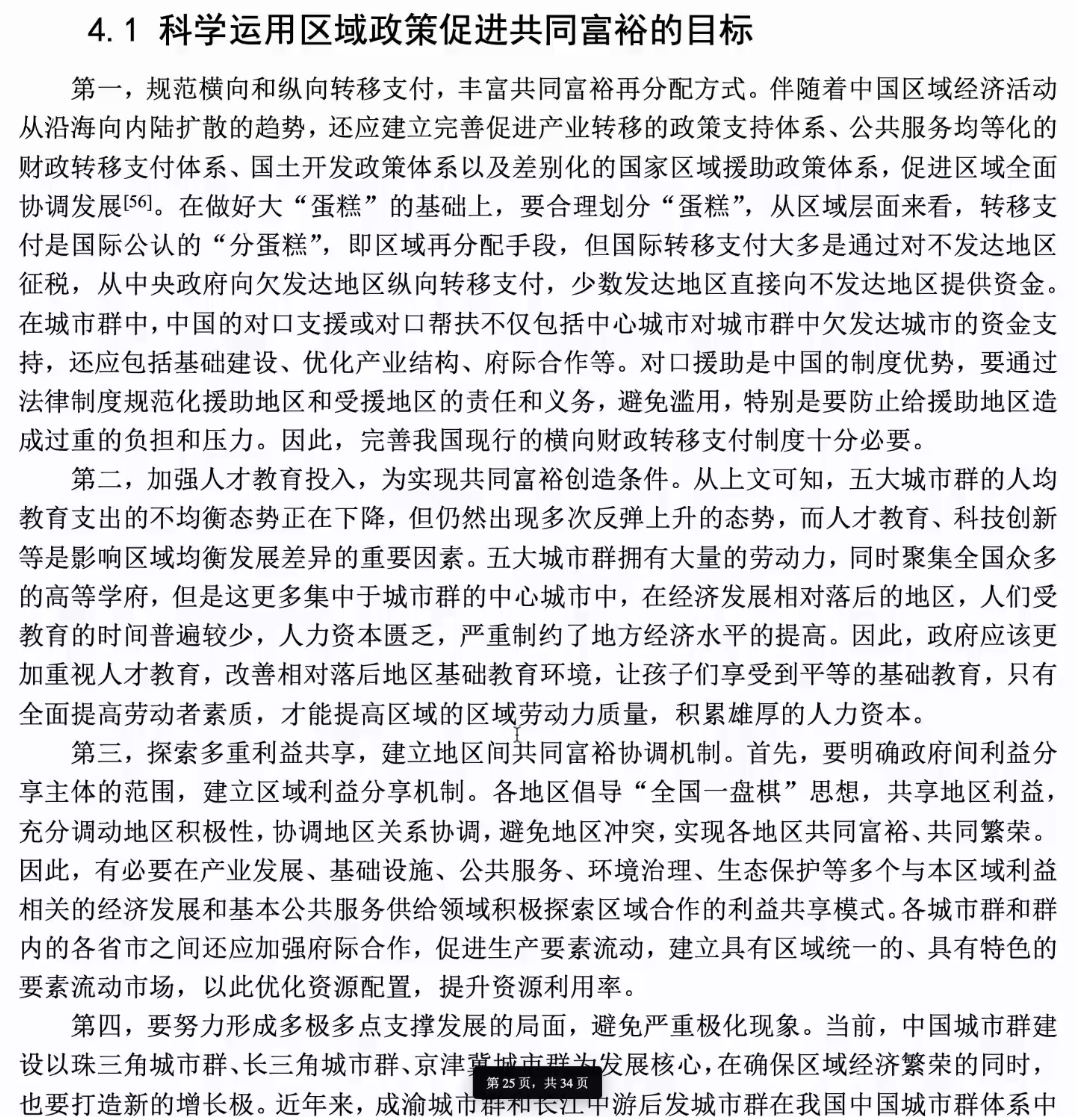 4.1 科学运用区域政策促进共同富裕的目标
第一，规范横向和纵向转移支付，丰富共同富裕再分配方式。伴随着中国区域经济活动
从沿海向内陆扩散的趋势，还应建立完善促进产业转移的政策支持体系、公共服务均等化的
财政转移支付体系、国土开发政策体系以及差别化的国家区域援助政策体系，促进区域全面
协调发展[56]。在做好大“蛋糕”的基础上，要合理划分“蛋糕”，从区域层面来看，转移支
付是国际公认的“分蛋糕”，即区域再分配手段，但国际转移支付大多是通过对不发达地区
征税，从中央政府向欠发达地区纵向转移支付，少数发达地区直接向不发达地区提供资金。
在城市群中，中国的对口支援或对口帮扶不仅包括中心城市对城市群中欠发达城市的资金支
持，还应包括基础建设、优化产业结构、府际合作等。对口援助是中国的制度优势，要通过
法律制度规范化援助地区和受援地区的责任和义务，避免滥用，特别是要防止给援助地区造
成过重的负担和压力。因此，完善我国现行的横向财政转移支付制度十分必要。
第二，加强人才教育投入，为实现共同富裕创造条件。从上文可知，五大城市群的人均
教育支出的不均衡态势正在下降，但仍然出现多次反弹上升的态势，而人才教育、科技创新
等是影响区域均衡发展差异的重要因素。五大城市群拥有大量的劳动力，同时聚集全国众多
的高等学府，但是这更多集中于城市群的中心城市中，在经济发展相对落后的地区，人们受
教育的时间普遍较少，人力资本匮乏，严重制约了地方经济水平的提高。因此，政府应该更
加重视人才教育，改善相对落后地区基础教育环境，让孩子们享受到平等的基础教育，只有
全面提高劳动者素质，才能提高区域的区域劳动力质量，积累雄厚的人力资本。
第三，探索多重利益共享，建立地区间共同富裕协调机制。首先，要明确政府间利益分
享主体的范围，建立区域利益分享机制。各地区倡导“全国一盘棋”思想，共享地区利益，
充分调动地区积极性，协调地区关系协调，避免地区冲突，实现各地区共同富裕、共同繁荣。
因此，有必要在产业发展、基础设施、公共服务、环境治理、生态保护等多个与本区域利益
相关的经济发展和基本公共服务供给领域积极探索区域合作的利益共享模式。各城市群和群
内的各省市之间还应加强府际合作，促进生产要素流动，建立具有区域统一的、具有特色的
要素流动市场，以此优化资源配置，提升资源利用率。
第四，要努力形成多极多点支撑发展的局面，避免严重极化现象。当前，中国城市群建
设以珠三角城市群、长三角城市群、京津冀城市群为发展核心，在确保区域经济繁荣的同时，
也要打造新的增长极。近年来，成渝城市群和长江中游后发城市群在我国中国城市群体系中
第 25 页，共 34 页